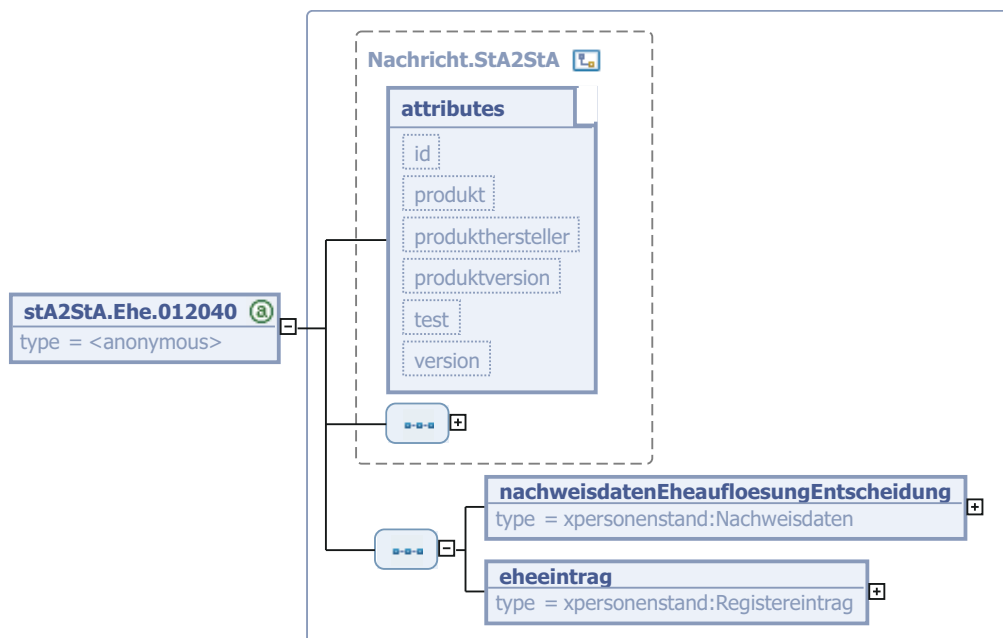 Nachricht.StA2StA
attributes
id
produkt
produkthersteller
produktversion
test
version
stA2StA.Ehe.012040 a
type = <anonymous>
nachweisdatenEheaufloesungEntscheidung
type = xpersonenstand:Nachweisdaten
eheeintrag
type = xpersonenstand:Registereintrag